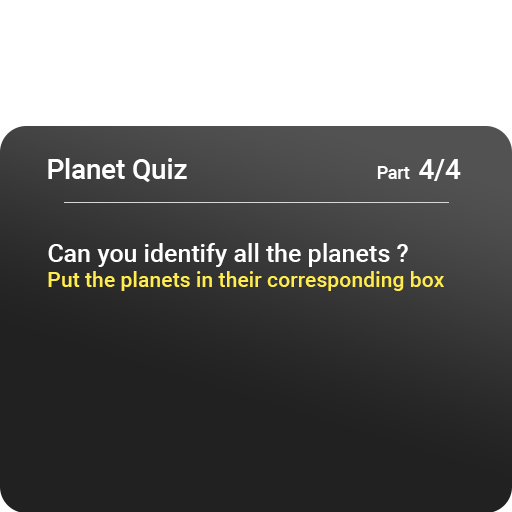 Planet Quiz
Part 4/4
Can you identify all the planets ?
Put the planets in their corresponding box